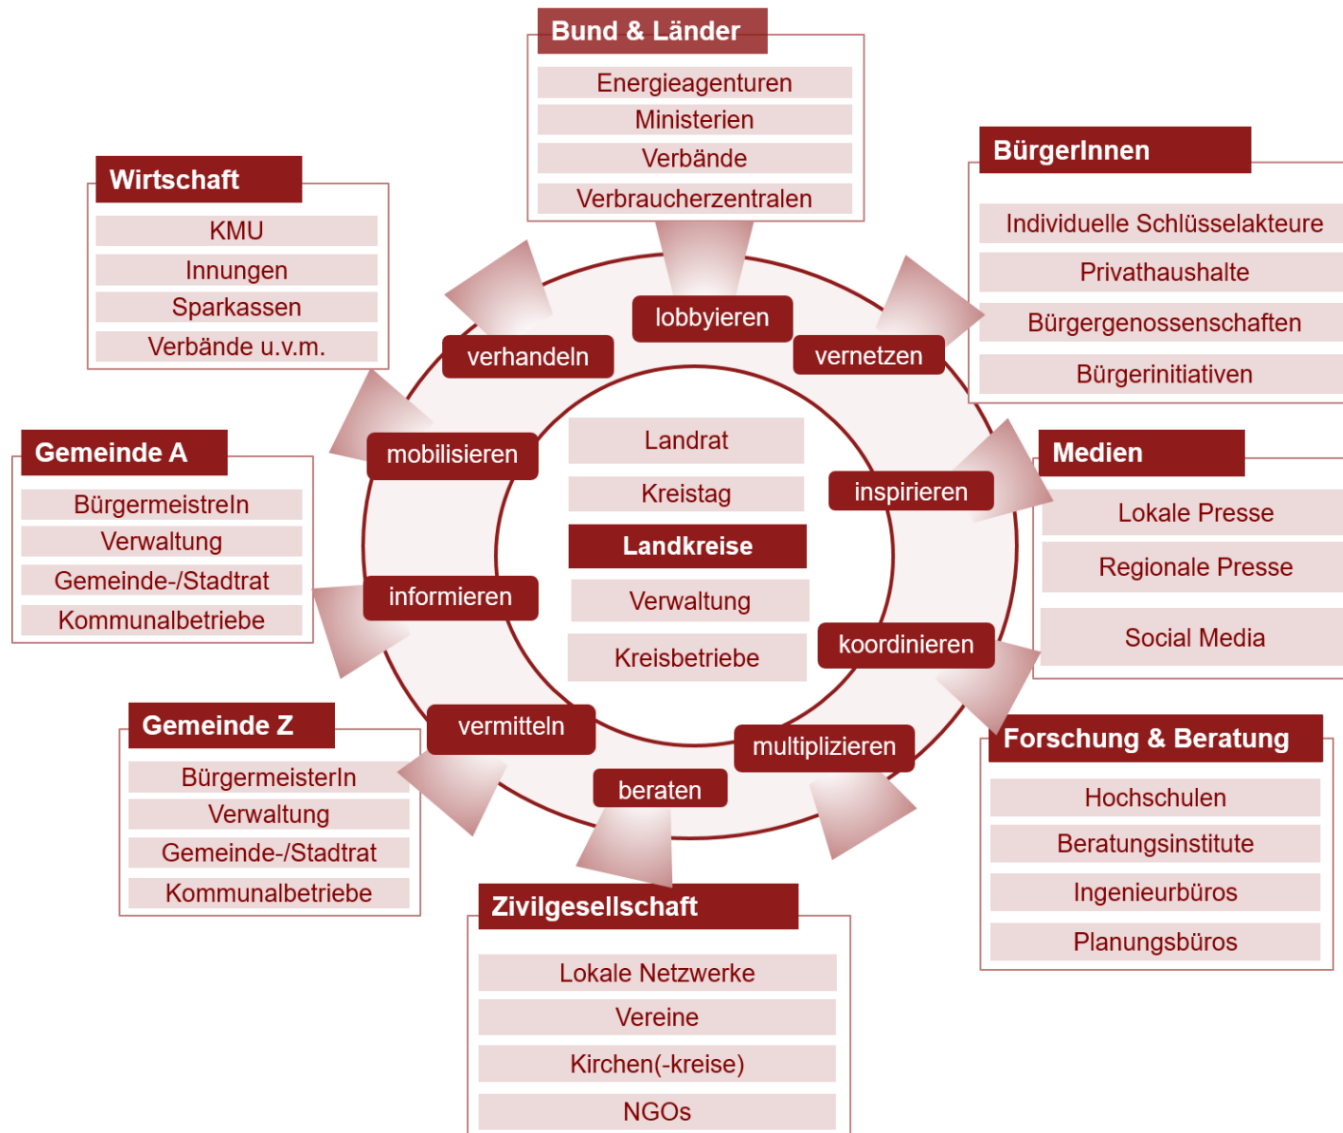 Bund & Länder
Energieagenturen
Ministerien
Verbände
Verbraucherzentralen
Wirtschaft
KMU
Innungen
Sparkassen
Verbände u.v.m.
BürgerInnen
Individuelle Schlüsselakteure
Privathaushalte
Bürgergenossenschaften
Bürgerinitiativen
lobbyieren
verhandeln
vernetzen
mobilisieren
inspirieren
informieren
koordinieren
vermitteln
multiplizieren
beraten
Landrat
Kreistag
Landkreise
Verwaltung
Kreisbetriebe
Gemeinde A
BürgermeistreIn
Verwaltung
Gemeinde-/Stadtrat
Kommunalbetriebe
Medien
Lokale Presse
Regionale Presse
Social Media
Gemeinde Z
BürgermeisterIn
Verwaltung
Gemeinde-/Stadtrat
Kommunalbetriebe
Forschung & Beratung
Hochschulen
Beratungsinstitute
Ingenieurbüros
Planungsbüros
Zivilgesellschaft
Lokale Netzwerke
Vereine
Kirchen(-kreise)
NGOs